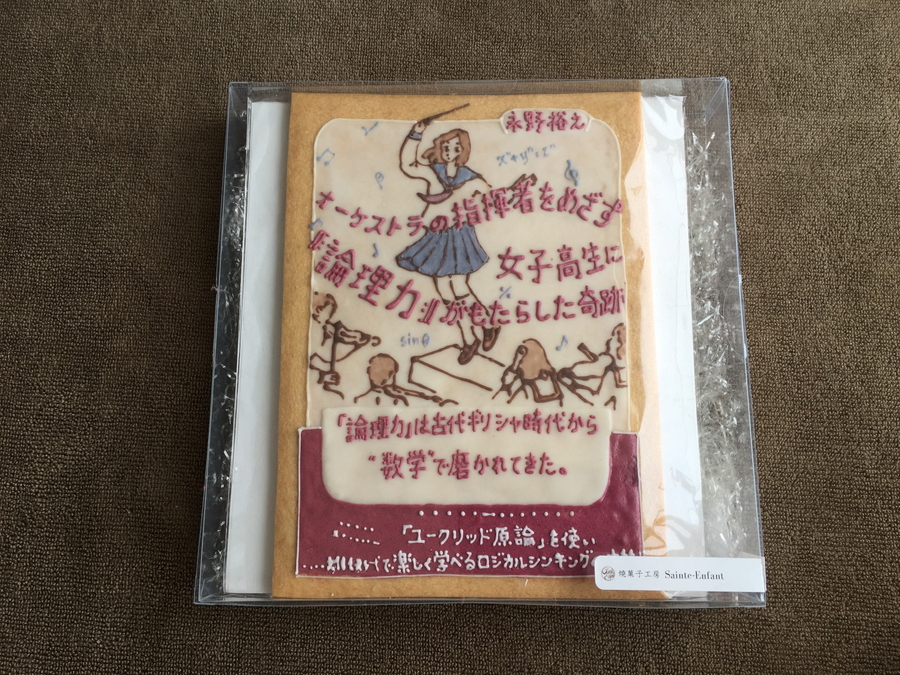 永野裕之
オーケストラの指揮者をめざす
女子高生に
『論理力』がもたらした奇跡
sinθ
「論理力」は古代ギリシャ時代から
"数学"で磨かれてきた。
『ユークリッド原論』を使い
で楽しく学べるロジカルシンキング
焼菓子工房 Sainte-Enfant